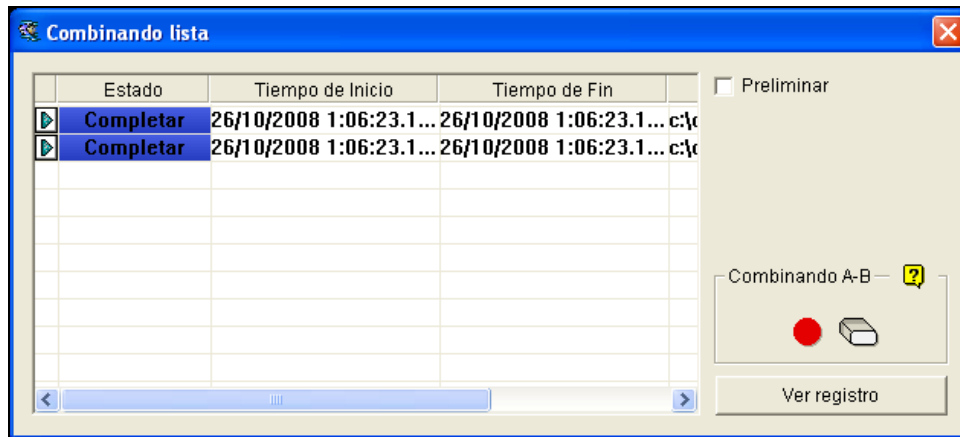 Combinando lista
Estado Tiempo de Inicio Tiempo de Fin
Completar 26/10/2008 1:06:23.1... 26/10/2008 1:06:23.1... c:\
Completar 26/10/2008 1:06:23.1... 26/10/2008 1:06:23.1... c:\
Preliminar
Combinando A-B ?
Ver registro